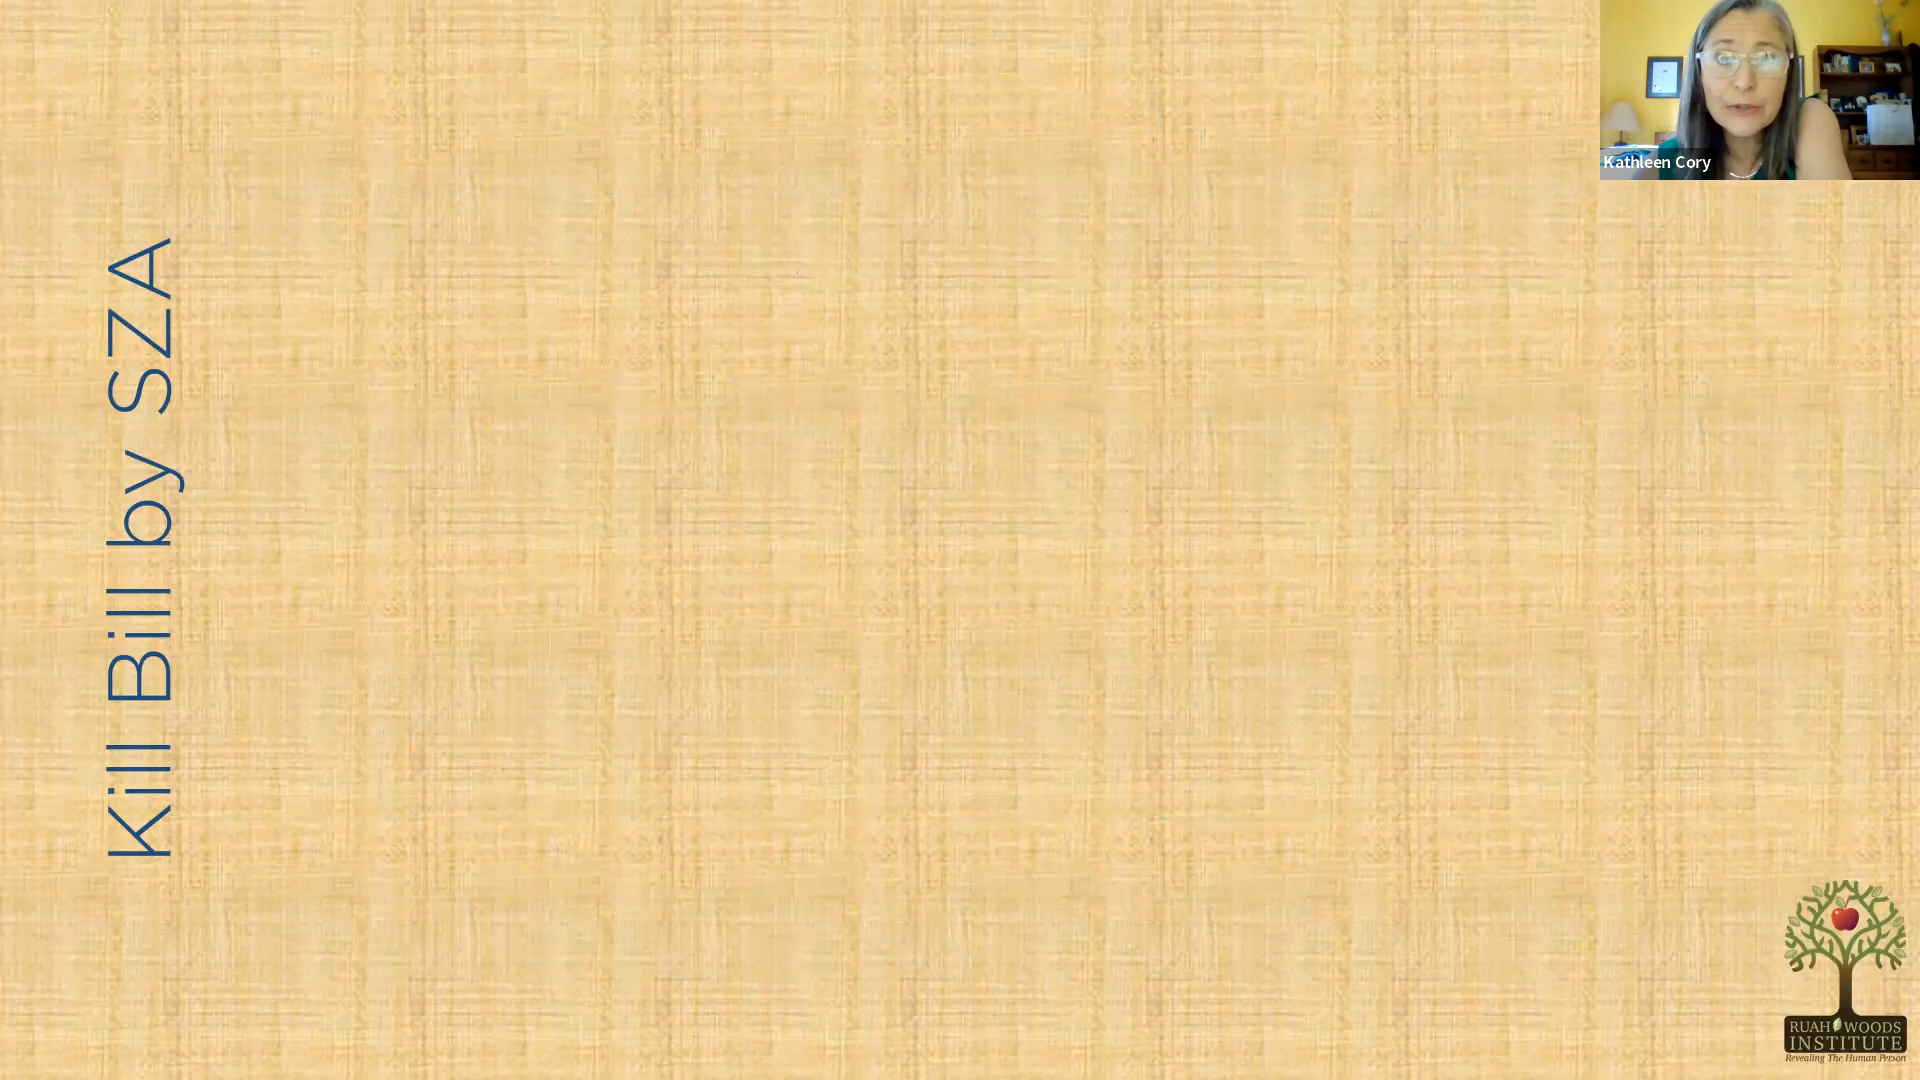 Kill Bill by SZA
Kathleen Cory
RUAH WOODS
INSTITUTE
Revealing The Human Person